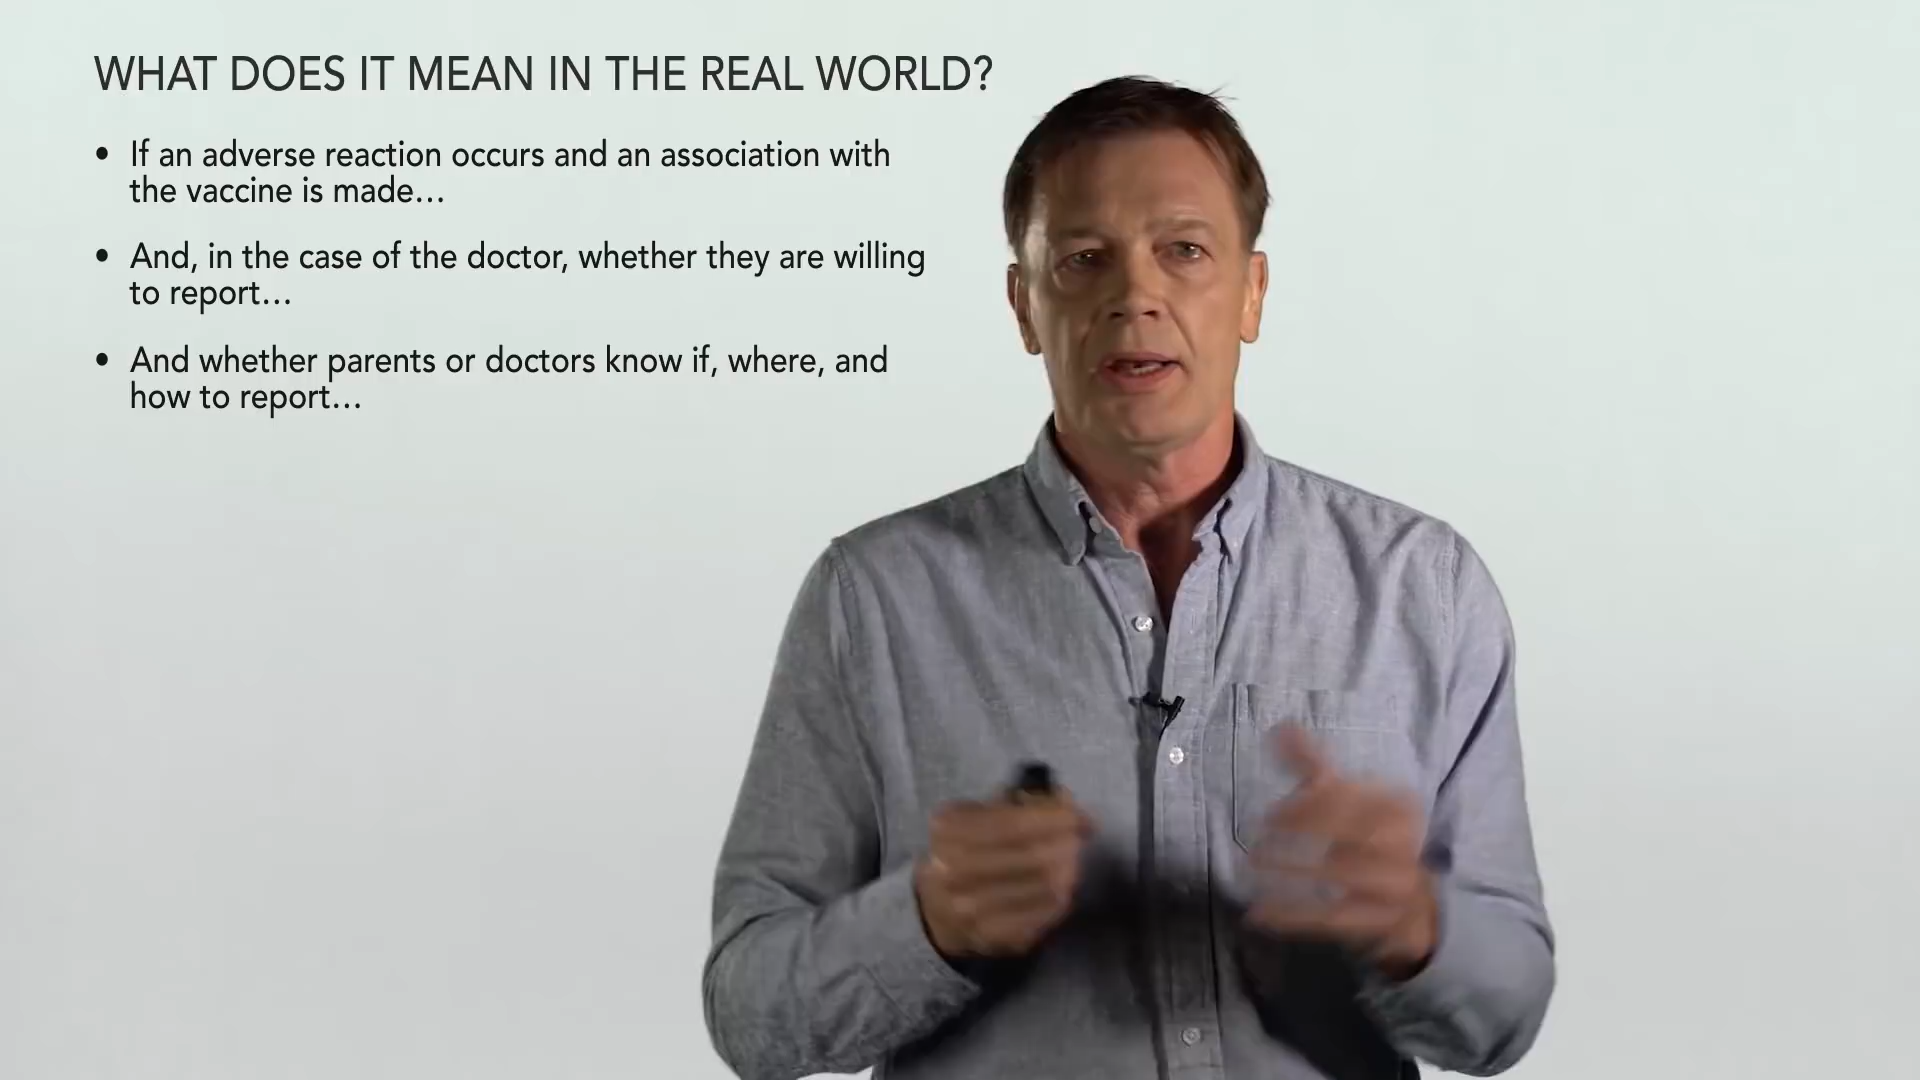 WHAT DOES IT MEAN IN THE REAL WORLD?
• If an adverse reaction occurs and an association with
the vaccine is made…
• And, in the case of the doctor, whether they are willing
to report…
• And whether parents or doctors know if, where, and
how to report…